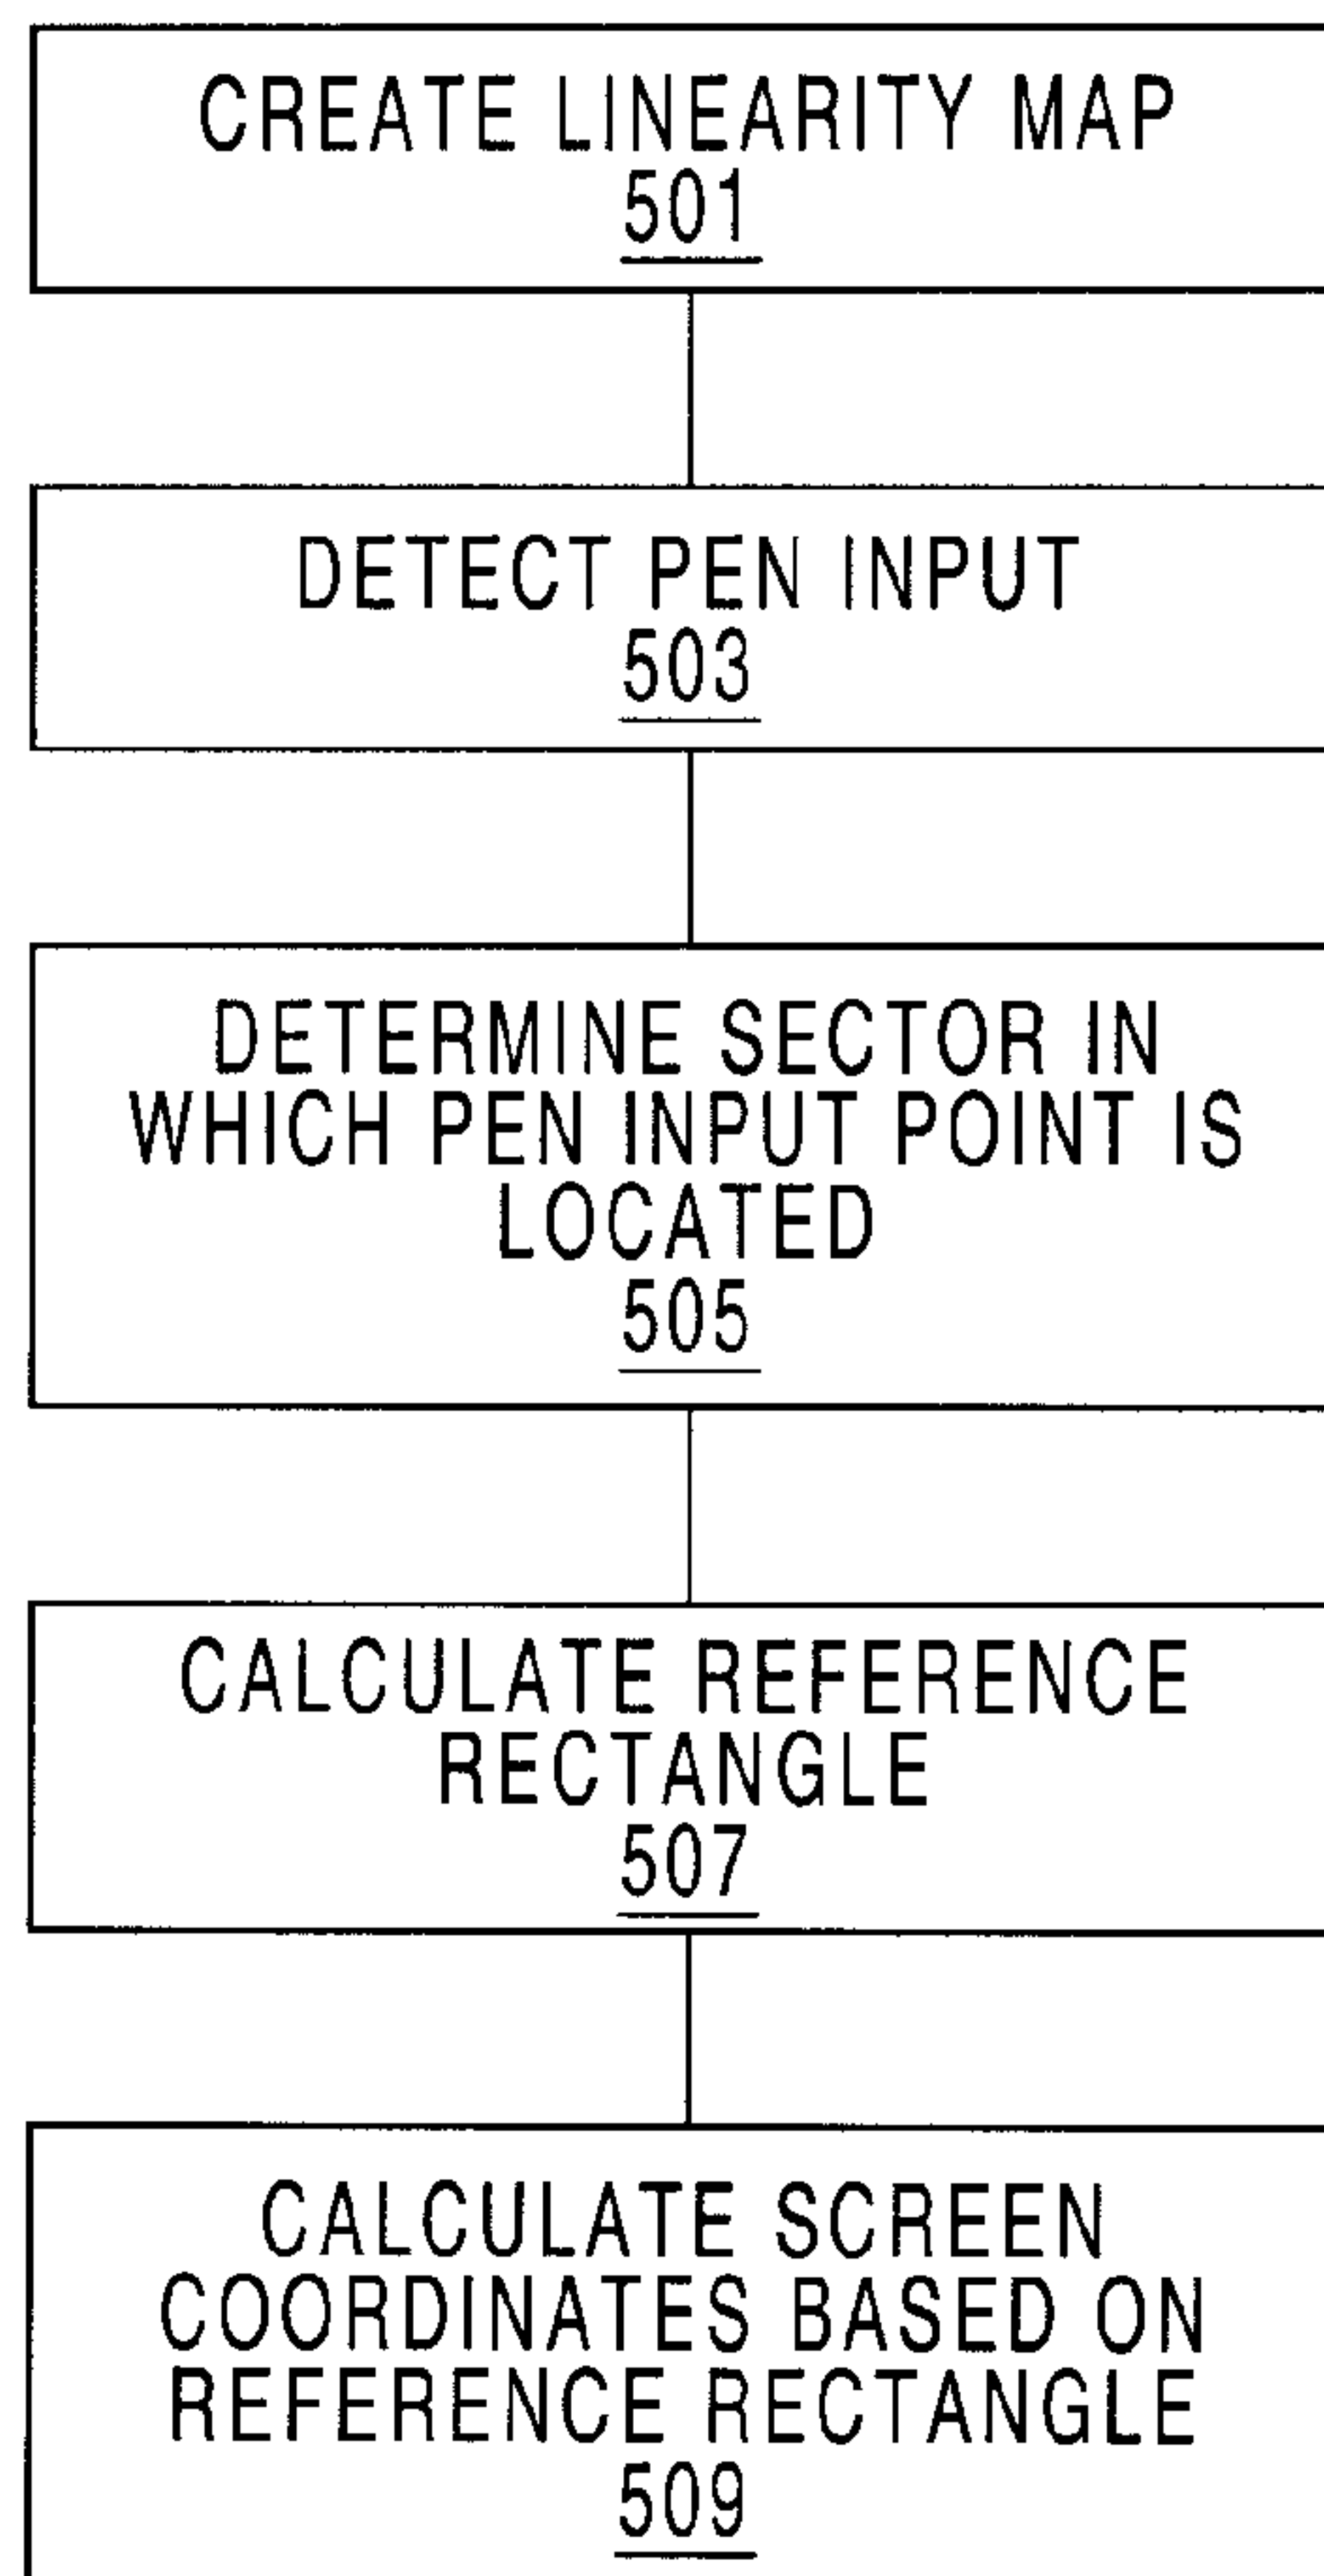 CREATE LINEARITY MAP
501
DETECT PEN INPUT
503
DETERMINE SECTOR IN
WHICH PEN INPUT POINT IS
LOCATED
505
CALCULATE REFERENCE
RECTANGLE
507
CALCULATE SCREEN
COORDINATES BASED ON
REFERENCE RECTANGLE
509